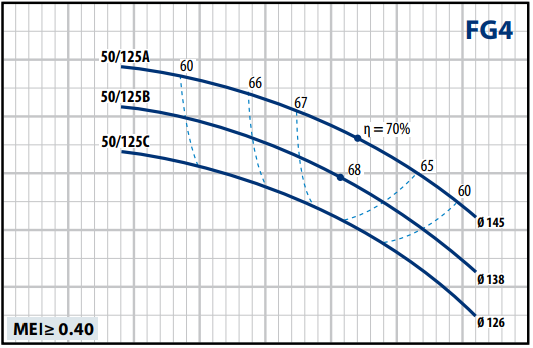 FG4
50/125A
60
66
50/125B
67
η = 70%
50/125C
68
65
60
Ø 145
Ø 138
Ø 126
MEI ≥ 0.40